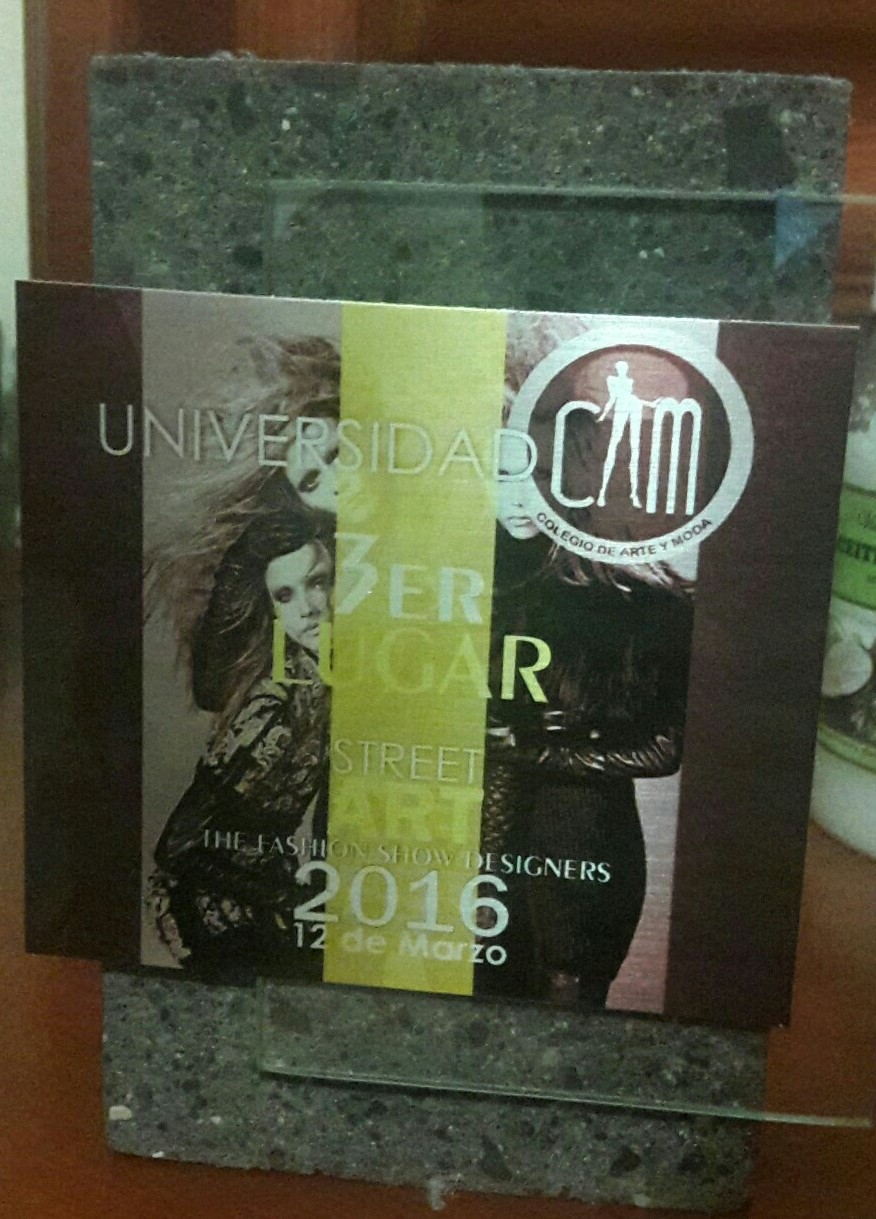 UNIVERSIDAD
CAM
COLEGIO DE ARTE Y MODA
3ER
LUGAR
STREET
ART
THE FASHION SHOW DESIGNERS
2016
12 de Marzo